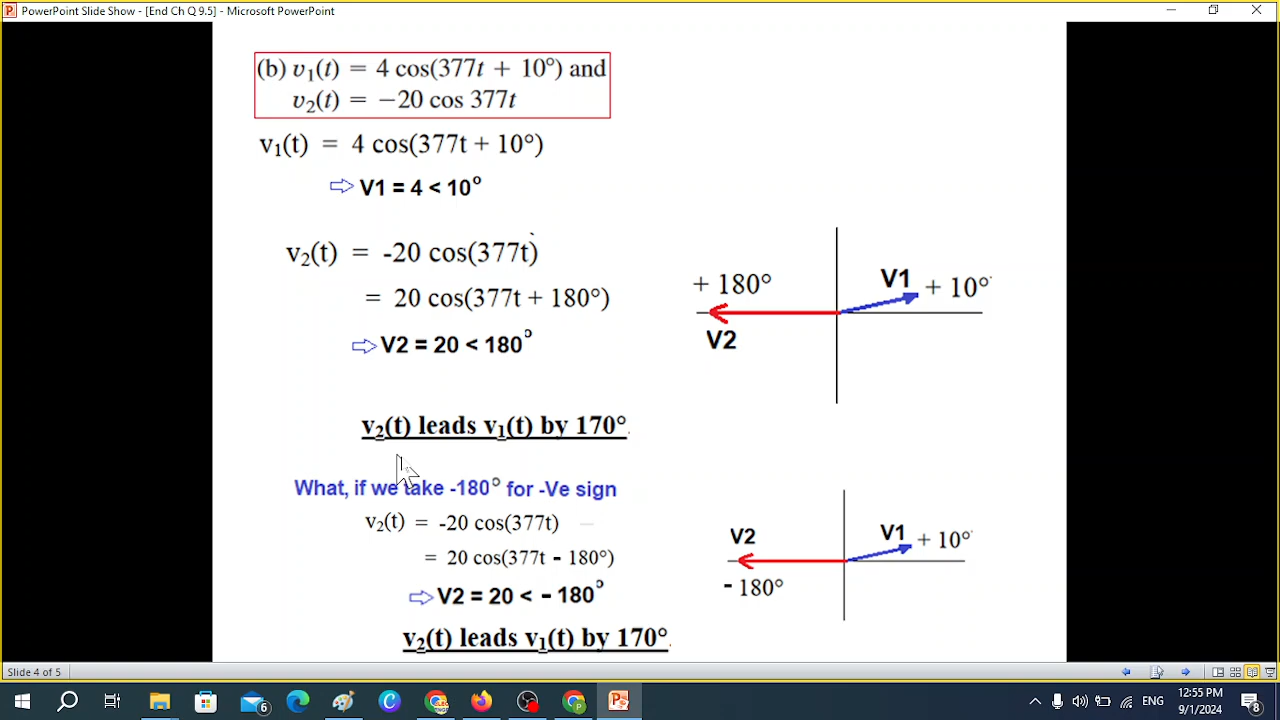 PowerPoint Slide Show - [End Ch Q 9.5] - Microsoft PowerPoint
(b) v₁(t) = 4 cos(377t + 10°) and
v₂(t) = −20 cos 377t
v₁(t) = 4 cos(377t + 10°)
⇨ V1 = 4 < 10°
v₂(t) = -20 cos(377t)
= 20 cos(377t + 180°)
⇨ V2 = 20 < 180°
+ 180°
V1
+ 10°
V2
v₂(t) leads v₁(t) by 170°.
What, if we take -180° for -Ve sign
v₂(t) = -20 cos(377t)
= 20 cos(377t - 180°)
⇨ V2 = 20 < - 180°
v₂(t) leads v₁(t) by 170°.
V2
V1
+ 10°
- 180°
Slide 4 of 5
6
ENG
12:55 PM
9/1/2024
8